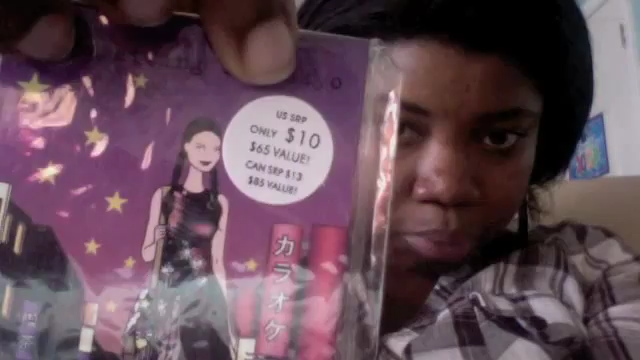 US SRP
ONLY $10
$65 VALUE!
CAN SRP $13
$85 VALUE!
カラオケ